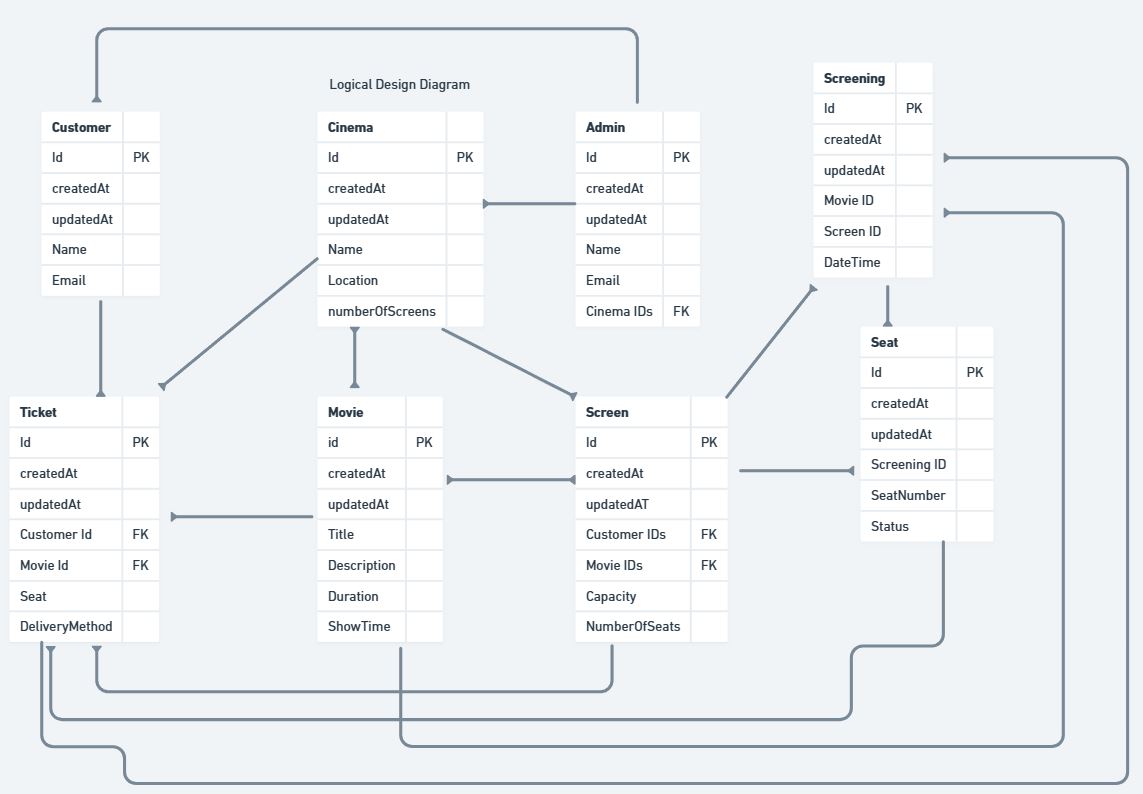 Logical Design Diagram
Customer
Id PK
createdAt
updatedAt
Name
Email
Cinema
Id PK
createdAt
updatedAt
Name
Location
numberOfScreens
Admin
Id PK
createdAt
updatedAt
Name
Email
Cinema IDs FK
Screening
Id PK
createdAt
updatedAt
Movie ID
Screen ID
DateTime
Ticket
Id PK
createdAt
updatedAt
Customer Id FK
Movie Id FK
Seat
DeliveryMethod
Movie
id PK
createdAt
updatedAt
Title
Description
Duration
ShowTime
Screen
Id PK
createdAt
updatedAT
Customer IDs FK
Movie IDs FK
Capacity
NumberOfSeats
Seat
Id PK
createdAt
updatedAt
Screening ID
SeatNumber
Status